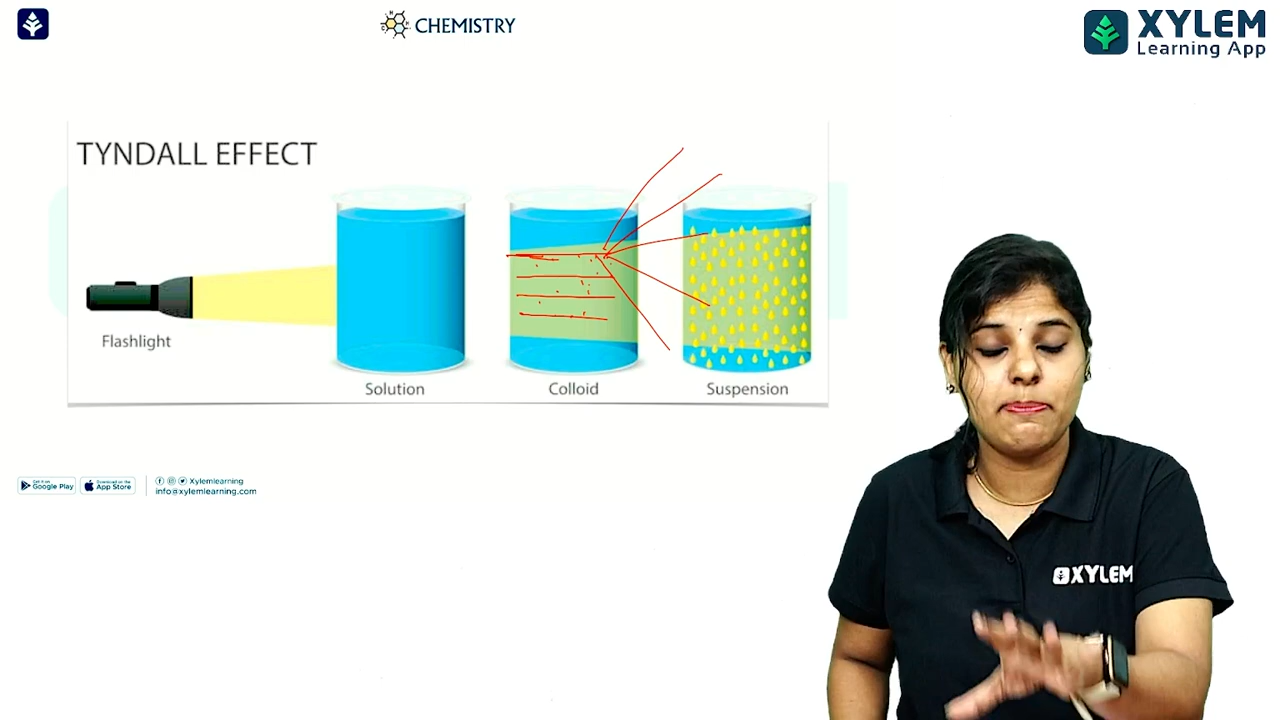 CHEMISTRY
XYLEM
Learning App
TYNDALL EFFECT
Flashlight
Solution
Colloid
Suspension
Google Play
App Store
Xylemlearning
info@xylemlearning.com
XYLEM